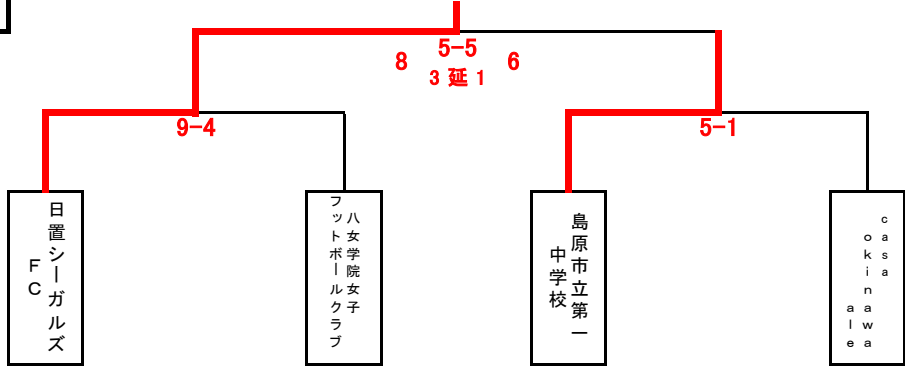 5-5
8 6
3 延 1
9-4
5-1
日置シーガルズ
ＦＣ
八女学院女子
フットボールクラブ
島原市立第一
中学校
casa
okinawa
ale